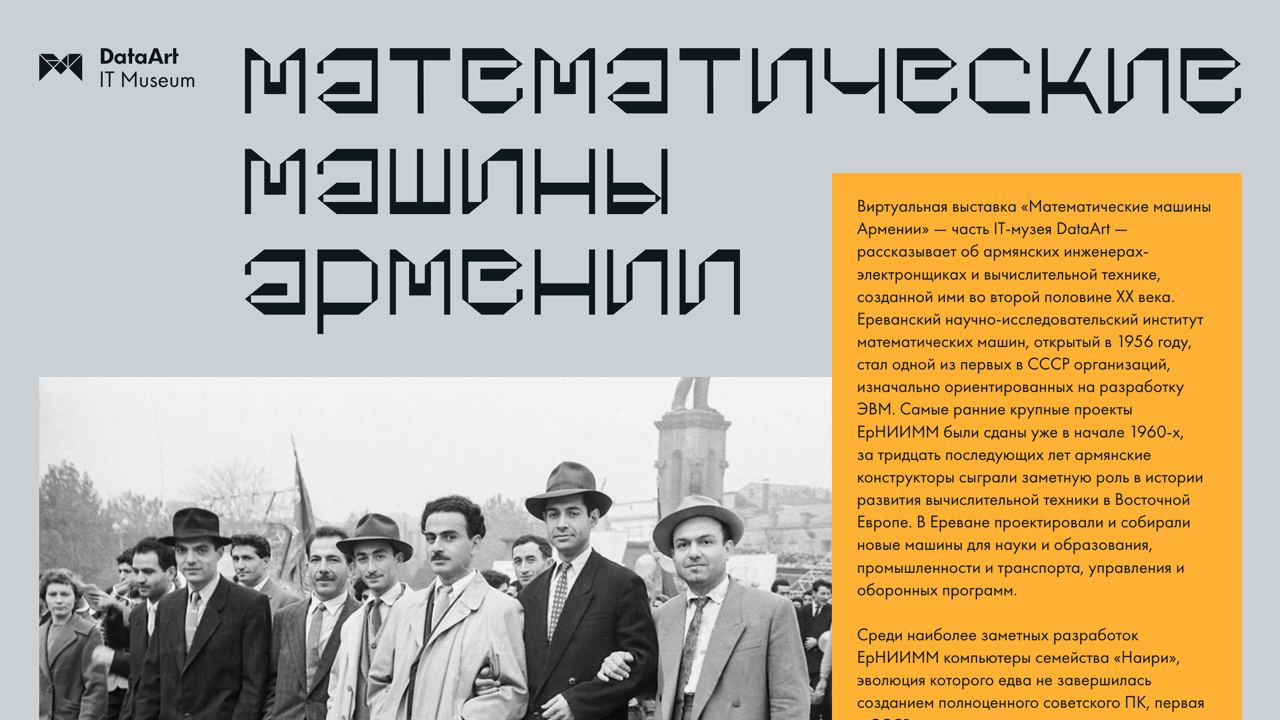 DataArt
IT Museum
математические
машины
армении
Виртуальная выставка «Математические машины
Армении» — часть IT-музея DataArt —
рассказывает об армянских инженерах-
электронщиках и вычислительной технике,
созданной ими во второй половине XX века.
Ереванский научно-исследовательский институт
математических машин, открытый в 1956 году,
стал одной из первых в СССР организаций,
изначально ориентированных на разработку
ЭВМ. Самые ранние крупные проекты
ЕрНИИММ были сданы уже в начале 1960-х,
за тридцать последующих лет армянские
конструкторы сыграли заметную роль в истории
развития вычислительной техники в Восточной
Европе. В Ереване проектировали и собирали
новые машины для науки и образования,
промышленности и транспорта, управления и
оборонных программ.
Среди наиболее заметных разработок
ЕрНИИММ компьютеры семейства «Наири»,
эволюция которого едва не завершилась
созданием полноценного советского ПК, первая